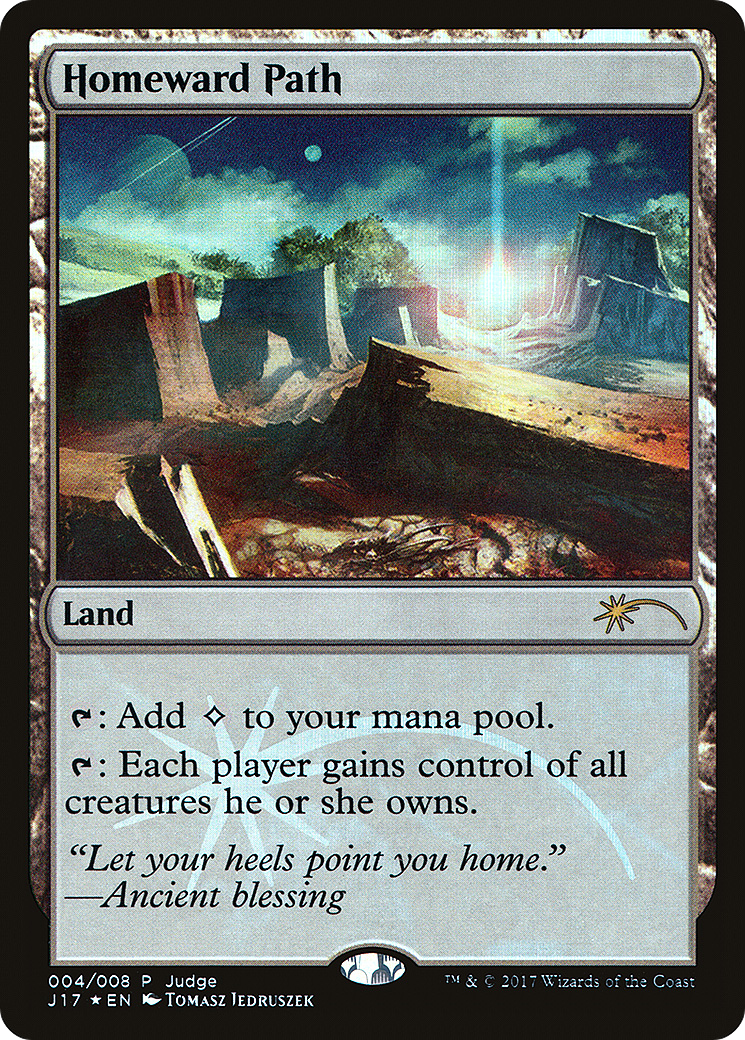 Homeward Path
Land
: Add to your mana pool.
: Each player gains control of all
creatures he or she owns.
“Let your heels point you home.”
—Ancient blessing
004/008 P Judge
J17 ★ EN Tomasz Jedruszek
™ & © 2017 Wizards of the Coast